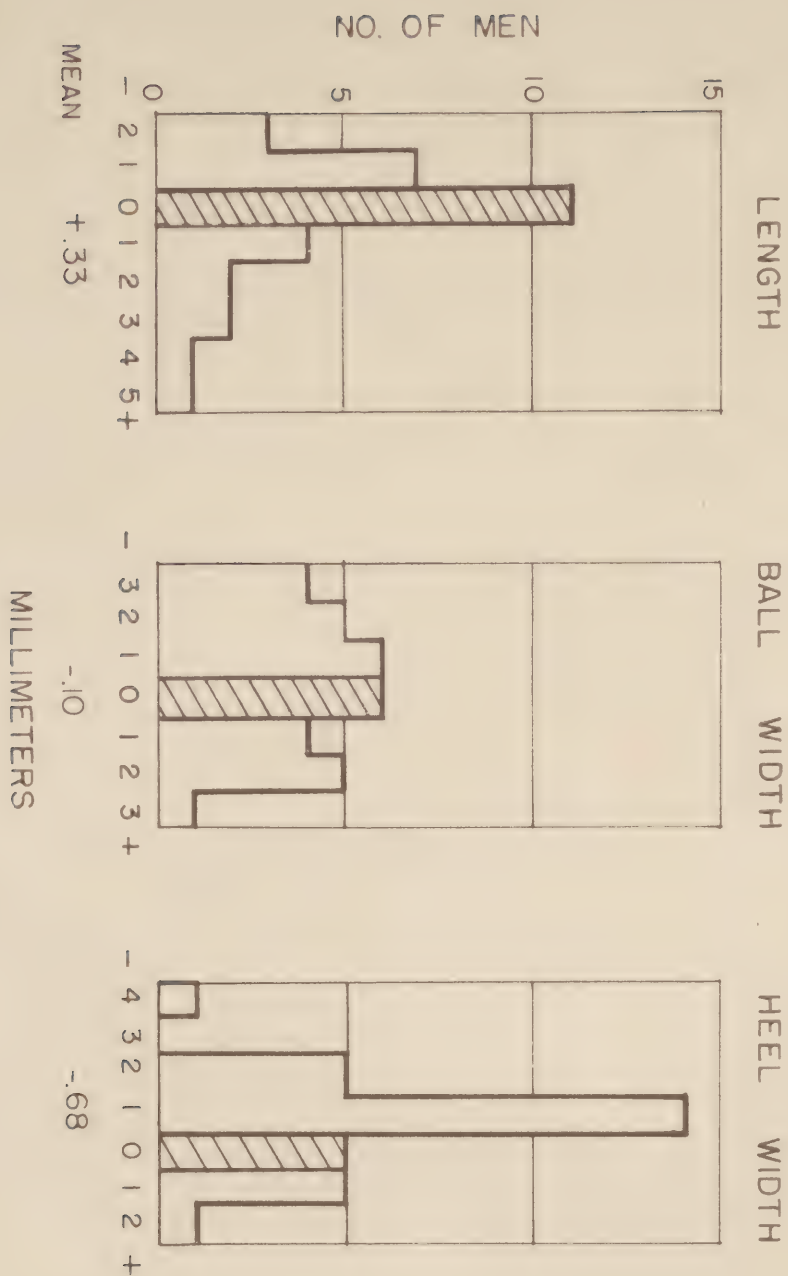 LENGTH
BALL WIDTH
HEEL WIDTH
NO. OF MEN
15
10
5
0
- 2 1 0 1 2 3 4 5 +
- 3 2 1 0 1 2 3 +
- 4 3 2 1 0 1 2 +
MEAN +.33
-.10
-.68
MILLIMETERS